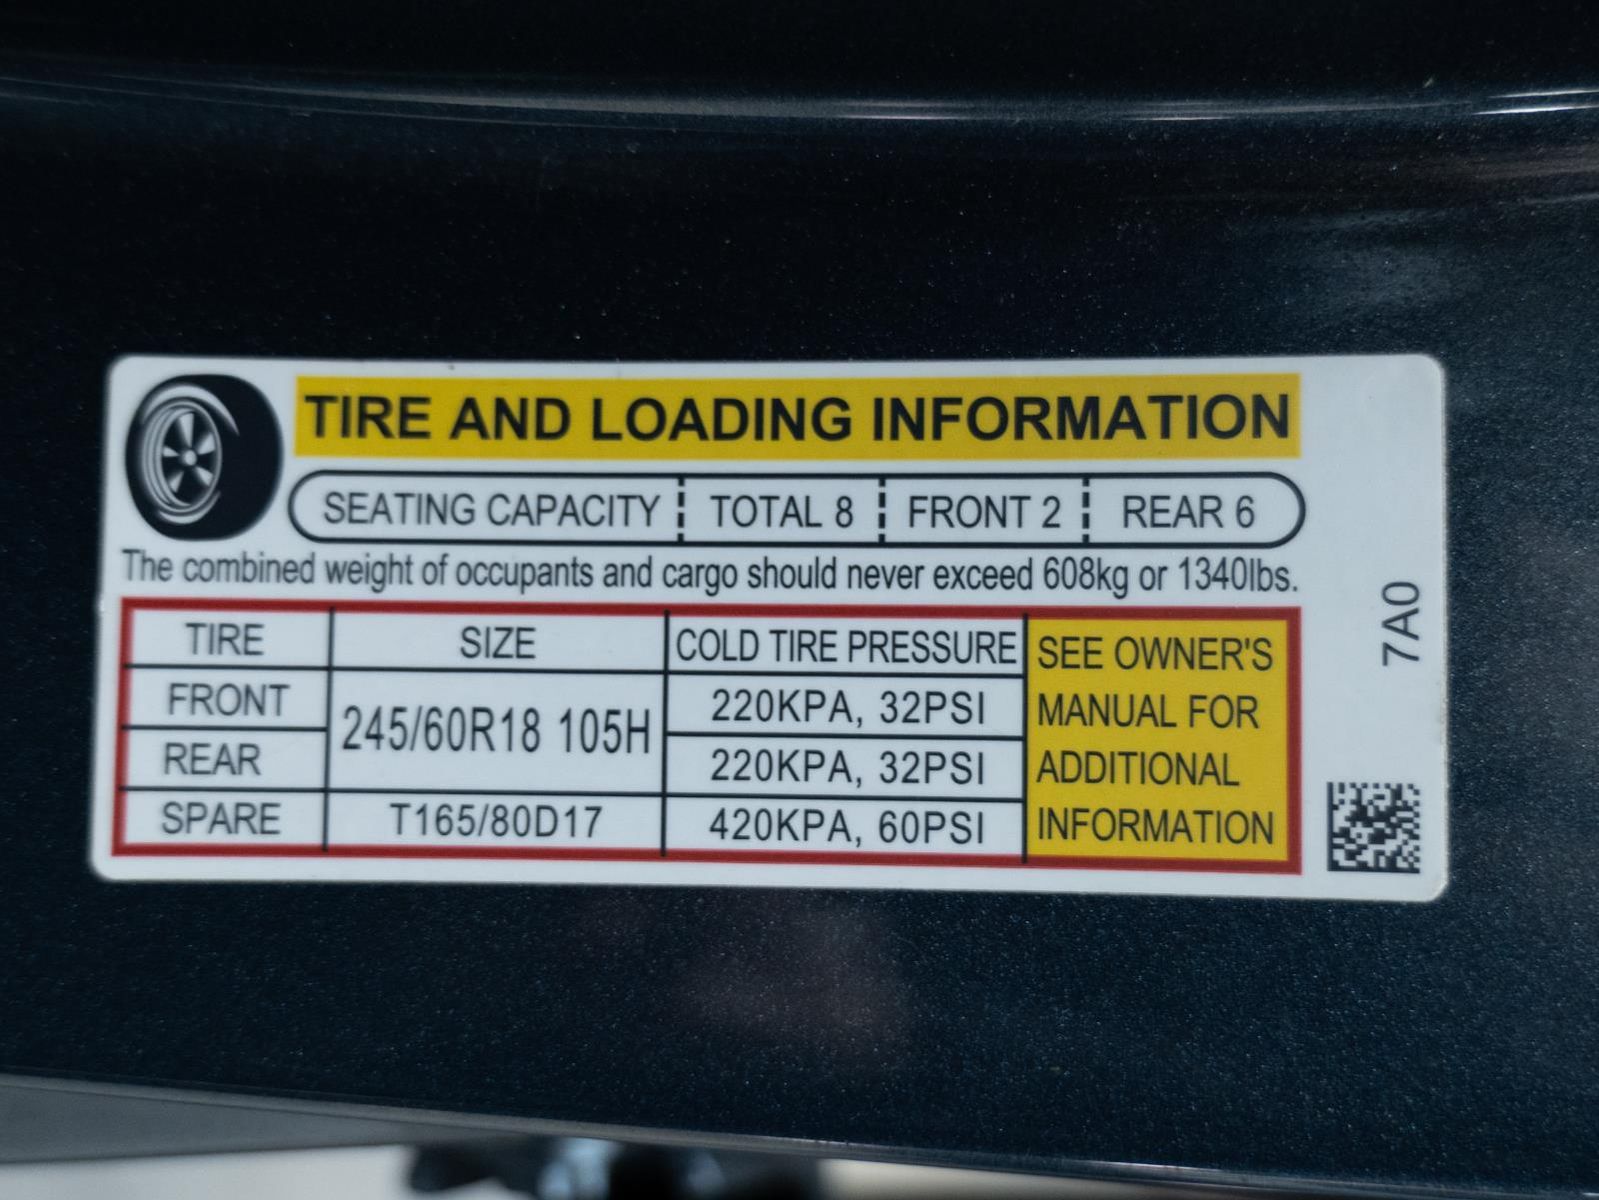 TIRE AND LOADING INFORMATION
SEATING CAPACITY TOTAL 8 FRONT 2 REAR 6
The combined weight of occupants and cargo should never exceed 608kg or 1340lbs.
TIRE SIZE COLD TIRE PRESSURE
FRONT 245/60R18 105H 220KPA, 32PSI
REAR 220KPA, 32PSI
SPARE T165/80D17 420KPA, 60PSI
SEE OWNER'S
MANUAL FOR
ADDITIONAL
INFORMATION
7A0